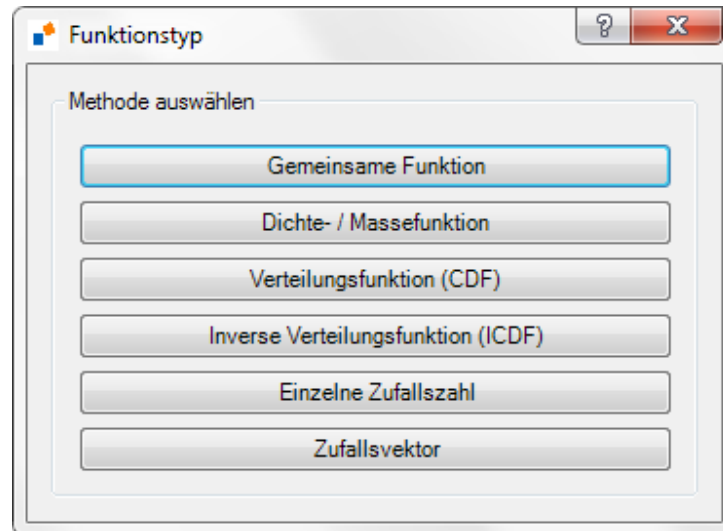 Funktionstyp
Methode auswählen
Gemeinsame Funktion
Dichte- / Massefunktion
Verteilungsfunktion (CDF)
Inverse Verteilungsfunktion (ICDF)
Einzelne Zufallszahl
Zufallsvektor